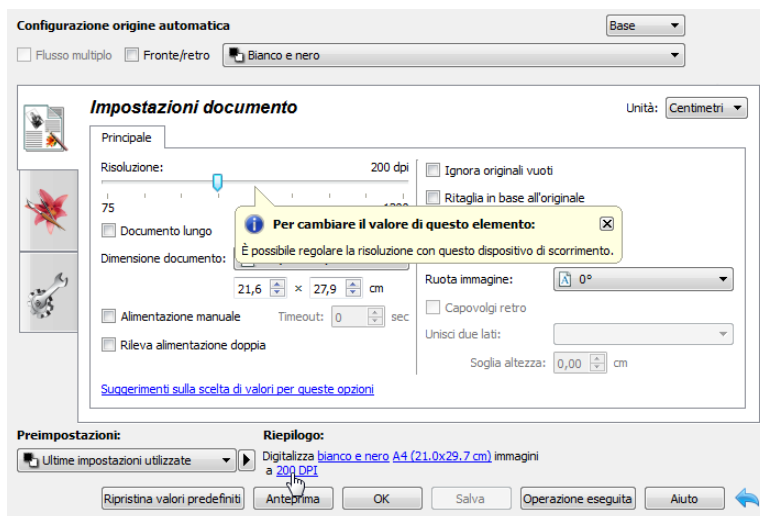 Configurazione origine automatica
Base
Flusso multiplo
Fronte/retro
Bianco e nero
Impostazioni documento
Unità:
Centimetri
Principale
Risoluzione:
200 dpi
75
Ignora originali vuoti
Ritaglia in base all'originale
Per cambiare il valore di questo elemento:
È possibile regolare la risoluzione con questo dispositivo di scorrimento.
Documento lungo
Dimensione documento:
21,6 × 27,9 cm
Ruota immagine:
0°
Alimentazione manuale
Timeout: 0 sec
Capovolgi retro
Rileva alimentazione doppia
Unisci due lati:
Soglia altezza: 0,00 cm
Suggerimenti sulla scelta di valori per queste opzioni
Preimpostazioni:
Riepilogo:
Ultime impostazioni utilizzate
Digitalizza bianco e nero A4 (21.0x29.7 cm) immagini
a 200 DPI
Ripristina valori predefiniti
Anteprima
OK
Salva
Operazione eseguita
Aiuto